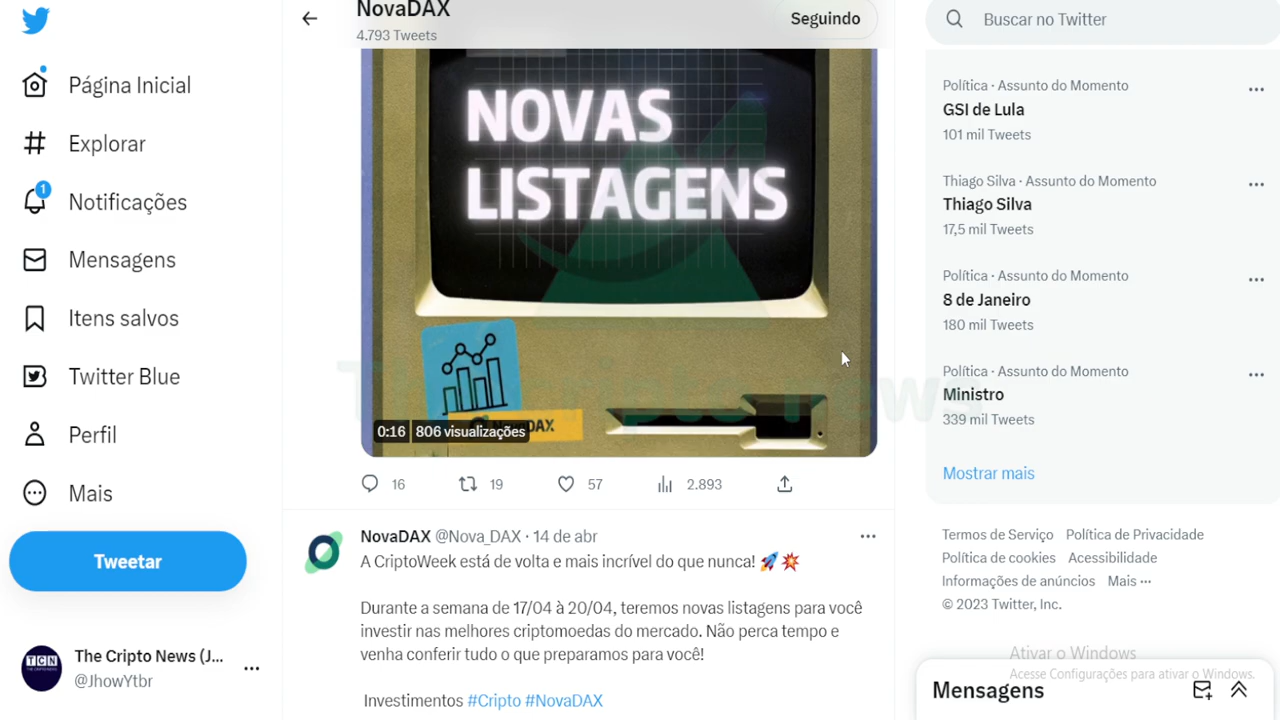 NovaDAX
4.793 Tweets
Seguindo
Buscar no Twitter
Página Inicial
Explorar
1
Notificações
Mensagens
Itens salvos
Twitter Blue
Perfil
Mais
Tweetar
The Cripto News (J...
@JhowYtbr
TCN
NOVAS
LISTAGENS
0:16 806 visualizações
16 19 57 2.893
NovaDAX @Nova_DAX · 14 de abr
A CriptoWeek está de volta e mais incrível do que nunca! 🚀💥
Durante a semana de 17/04 à 20/04, teremos novas listagens para você
investir nas melhores criptomoedas do mercado. Não perca tempo e
venha conferir tudo o que preparamos para você!
Investimentos #Cripto #NovaDAX
Política · Assunto do Momento
GSI de Lula
101 mil Tweets
Thiago Silva · Assunto do Momento
Thiago Silva
17,5 mil Tweets
Política · Assunto do Momento
8 de Janeiro
180 mil Tweets
Política · Assunto do Momento
Ministro
339 mil Tweets
Mostrar mais
Termos de Serviço Política de Privacidade
Política de cookies Acessibilidade
Informações de anúncios Mais ···
© 2023 Twitter, Inc.
Ativar o Windows
Acesse Configurações para ativar o Windows.
Mensagens
The Cripto news